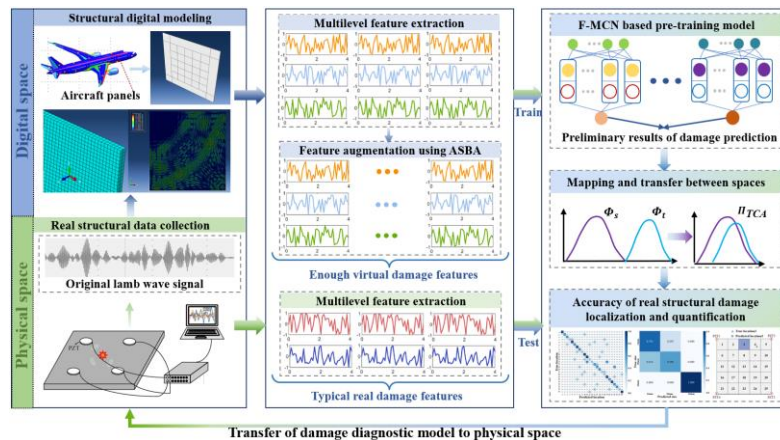 Digital space
Physical space
Structural digital modeling
Aircraft panels
Real structural data collection
Original lamb wave signal
PZT
Multilevel feature extraction
Feature augmentation using ASBA
Enough virtual damage features
Multilevel feature extraction
Typical real damage features
Train
Test
F-MCN based pre-training model
Preliminary results of damage prediction
Mapping and transfer between spaces
Φs
Φt
ΠTCA
Accuracy of real structural damage
localization and quantification
Transfer of damage diagnostic model to physical space